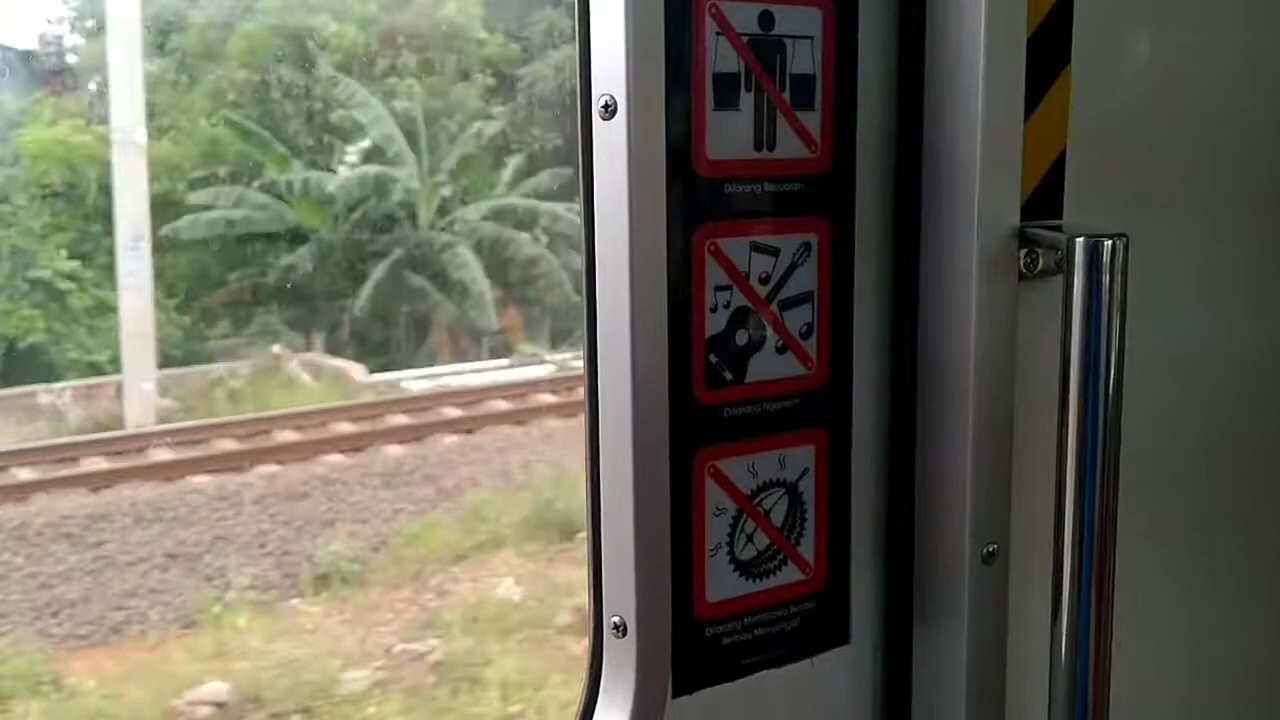 Dilarang Berjualan
Dilarang Ngamen
Dilarang Membawa Benda
Berbau Menyengat